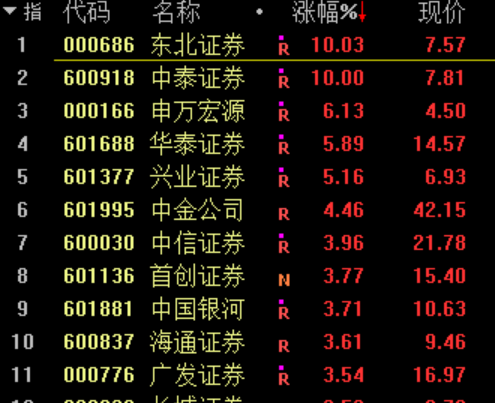 指 代码 名称 涨幅%↓ 现价
1 000686 东北证券 R 10.03 7.57
2 600918 中泰证券 R 10.00 7.81
3 000166 申万宏源 R 6.13 4.50
4 601688 华泰证券 R 5.89 14.57
5 601377 兴业证券 R 5.16 6.93
6 601995 中金公司 R 4.46 42.15
7 600030 中信证券 R 3.96 21.78
8 601136 首创证券 N 3.77 15.40
9 601881 中国银河 R 3.71 10.63
10 600837 海通证券 R 3.61 9.46
11 000776 广发证券 R 3.54 16.97